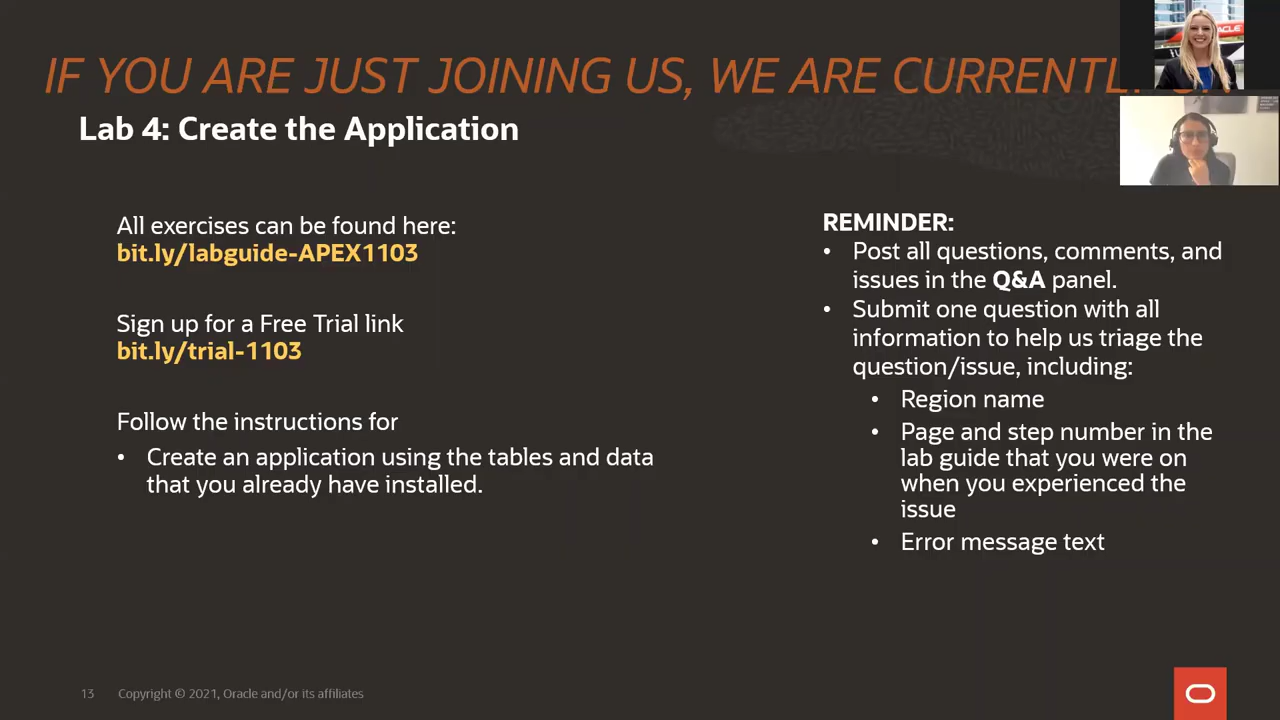 IF YOU ARE JUST JOINING US, WE ARE CURRENTLY
Lab 4: Create the Application
All exercises can be found here:
bit.ly/labguide-APEX1103
Sign up for a Free Trial link
bit.ly/trial-1103
Follow the instructions for
• Create an application using the tables and data
that you already have installed.
REMINDER:
• Post all questions, comments, and
issues in the Q&A panel.
• Submit one question with all
information to help us triage the
question/issue, including:
• Region name
• Page and step number in the
lab guide that you were on
when you experienced the
issue
• Error message text
13 Copyright © 2021, Oracle and/or its affiliates